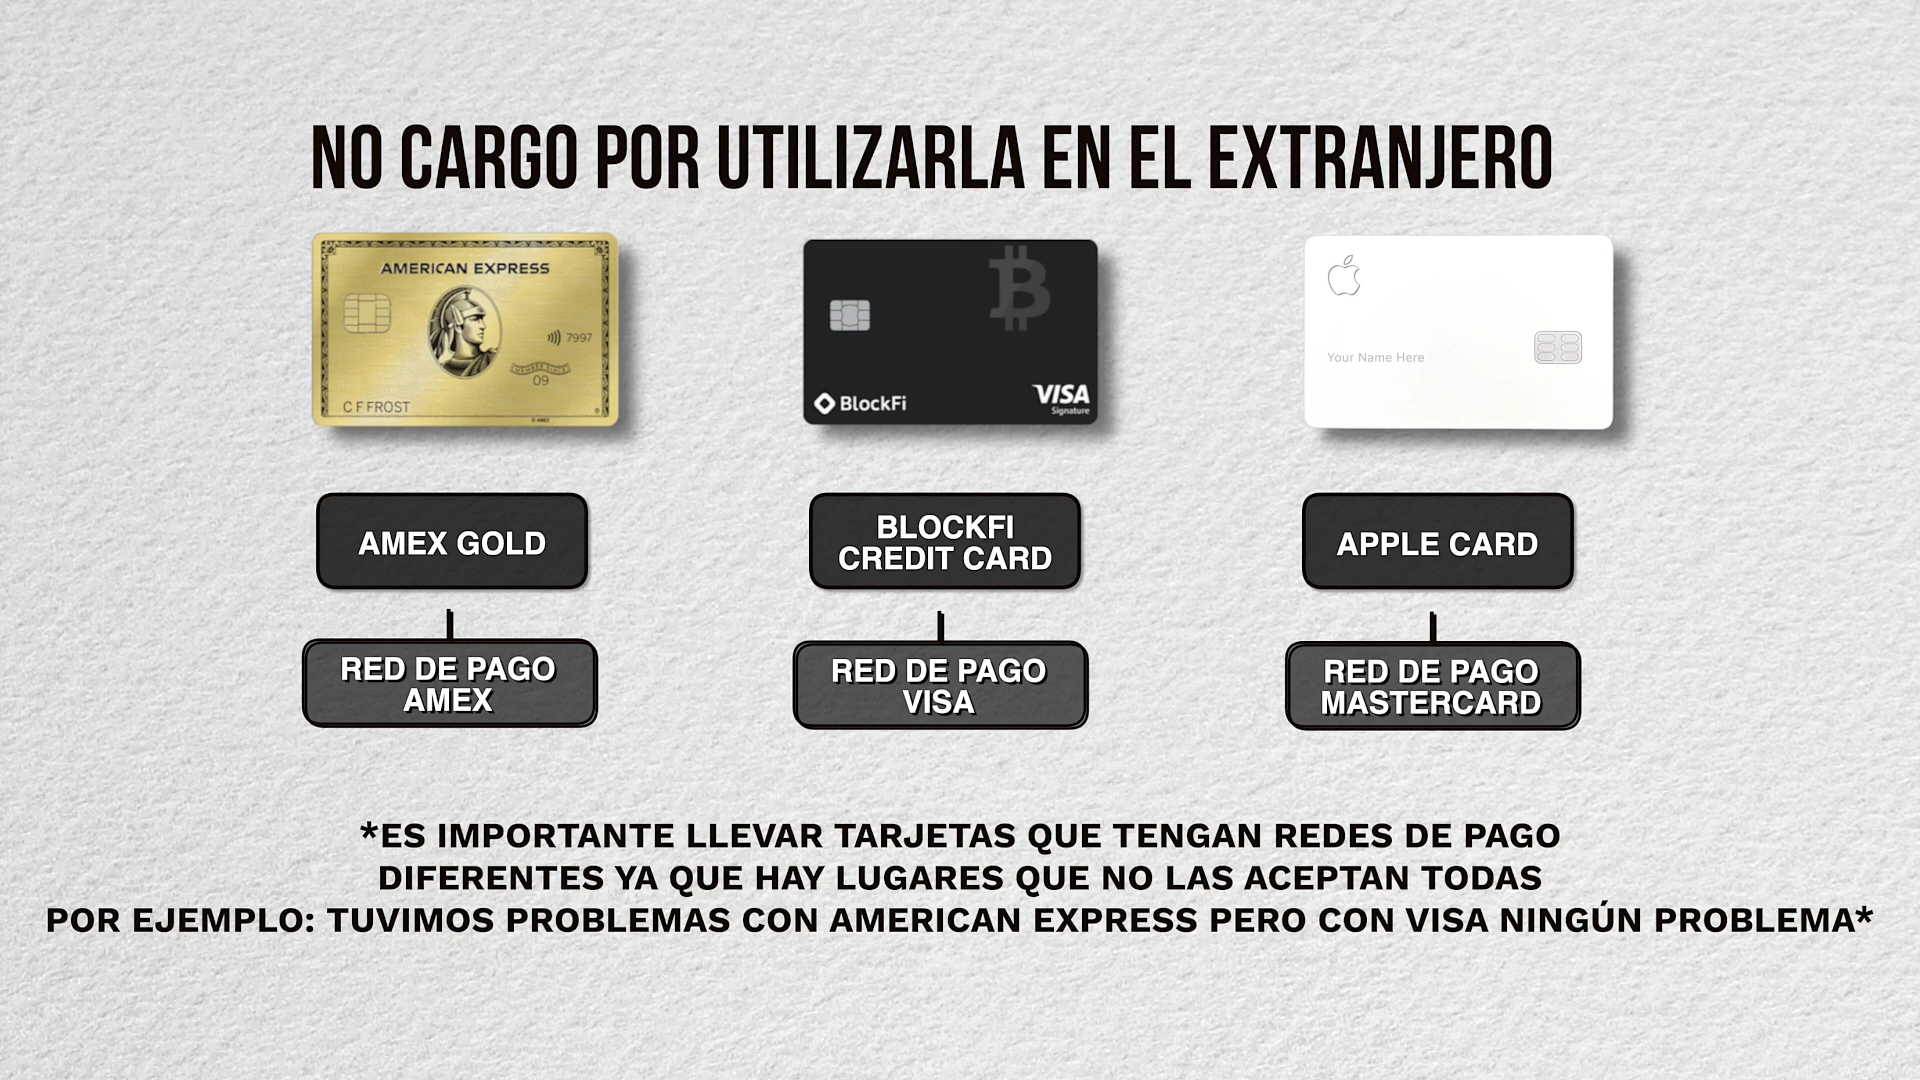 NO CARGO POR UTILIZARLA EN EL EXTRANJERO
AMERICAN EXPRESS
7997
MEMBER SINCE
09
C F FROST
© AMEX
BlockFi
VISA
Signature
Your Name Here
AMEX GOLD
BLOCKFI
CREDIT CARD
APPLE CARD
RED DE PAGO
AMEX
RED DE PAGO
VISA
RED DE PAGO
MASTERCARD
*ES IMPORTANTE LLEVAR TARJETAS QUE TENGAN REDES DE PAGO
DIFERENTES YA QUE HAY LUGARES QUE NO LAS ACEPTAN TODAS
POR EJEMPLO: TUVIMOS PROBLEMAS CON AMERICAN EXPRESS PERO CON VISA NINGÚN PROBLEMA*